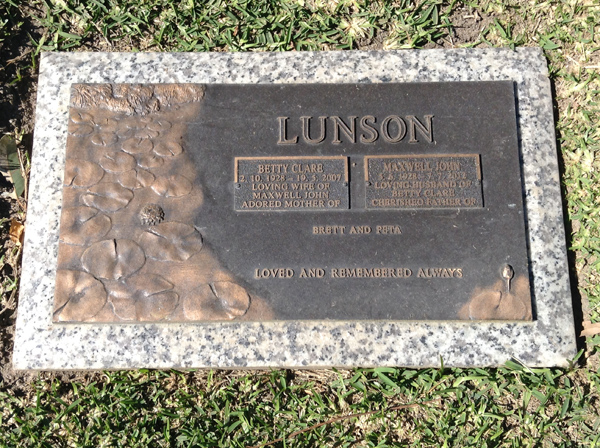 LUNSON
BETTY CLARE
2. 10. 1928 - 19. 5. 2007
LOVING WIFE OF
MAXWELL JOHN
ADORED MOTHER OF
MAXWELL JOHN
LOVING HUSBAND OF
BETTY CLARE
CHERISHED FATHER OF
BRETT AND PETA
LOVED AND REMEMBERED ALWAYS